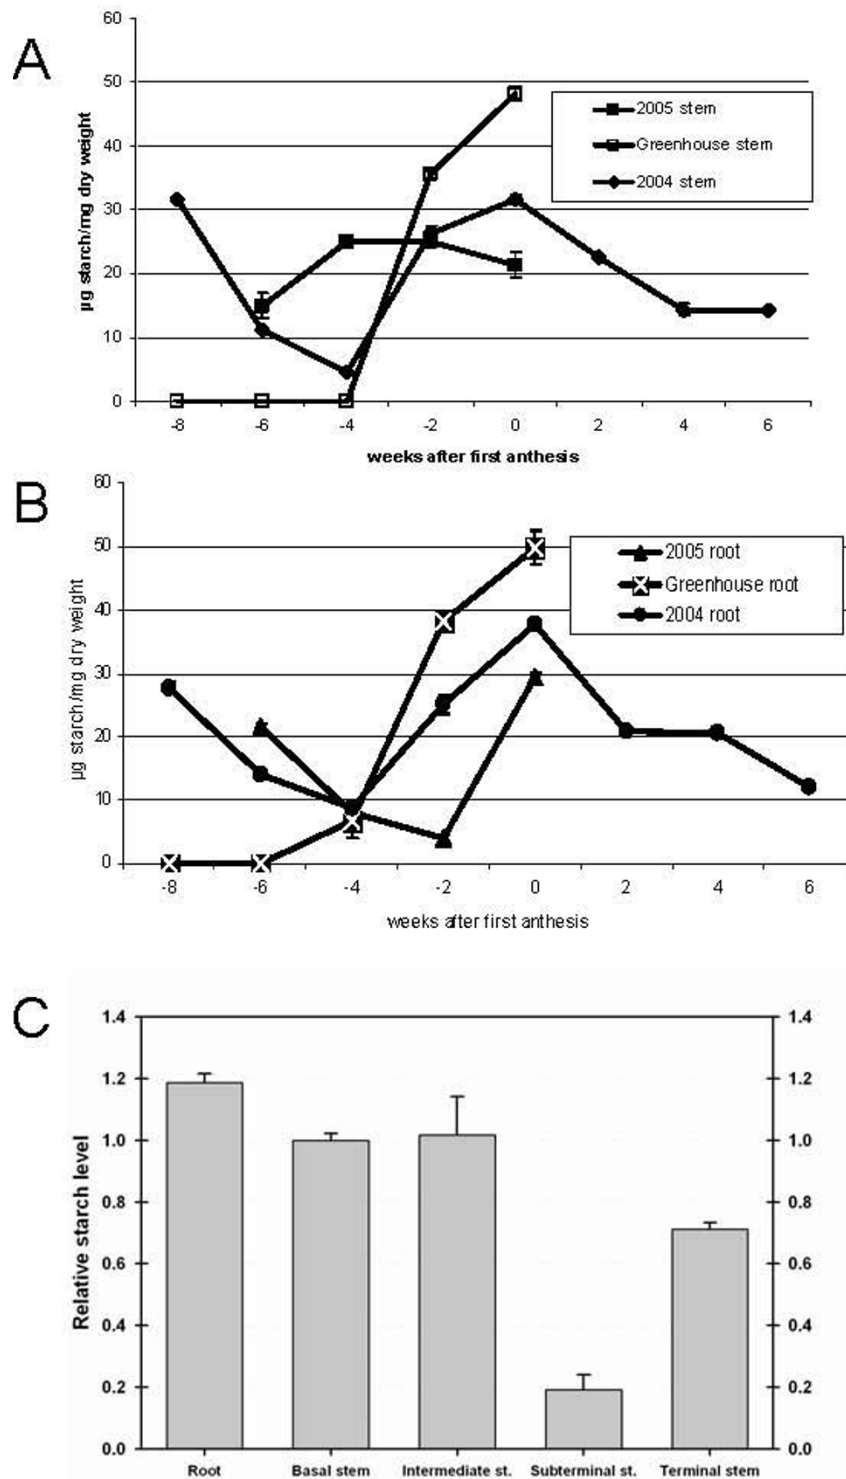 A
µg starch/mg dry weight
60
50
40
30
20
10
0
-8 -6 -4 -2 0 2 4 6
weeks after first anthesis
2005 stem
Greenhouse stem
2004 stem
B
µg starch/mg dry weight
60
50
40
30
20
10
0
-8 -6 -4 -2 0 2 4 6
weeks after first anthesis
2005 root
Greenhouse root
2004 root
C
Relative starch level
1.4 1.4
1.2 1.2
1.0 1.0
0.8 0.8
0.6 0.6
0.4 0.4
0.2 0.2
0.0 0.0
Root Basal stem Intermediate st. Subterminal st. Terminal stem